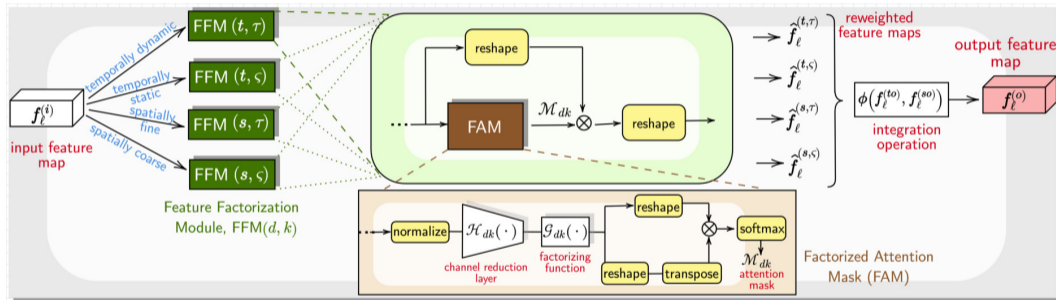 f_ℓ^(i)
input feature
map
temporally dynamic
temporally
static
spatially
fine
spatially coarse
FFM (t, τ)
FFM (t, ς)
FFM (s, τ)
FFM (s, ς)
Feature Factorization
Module, FFM(d, k)
reshape
FAM
M_dk
⊗
reshape
normalize
H_dk(·)
channel reduction
layer
G_dk(·)
factorizing
function
reshape
reshape
transpose
⊗
softmax
M_dk
attention
mask
Factorized Attention
Mask (FAM)
f̂_ℓ^(t,τ)
f̂_ℓ^(t,ς)
f̂_ℓ^(s,τ)
f̂_ℓ^(s,ς)
reweighted
feature maps
ϕ(f_ℓ^(to), f_ℓ^(so))
integration
operation
output feature
map
f_ℓ^(o)